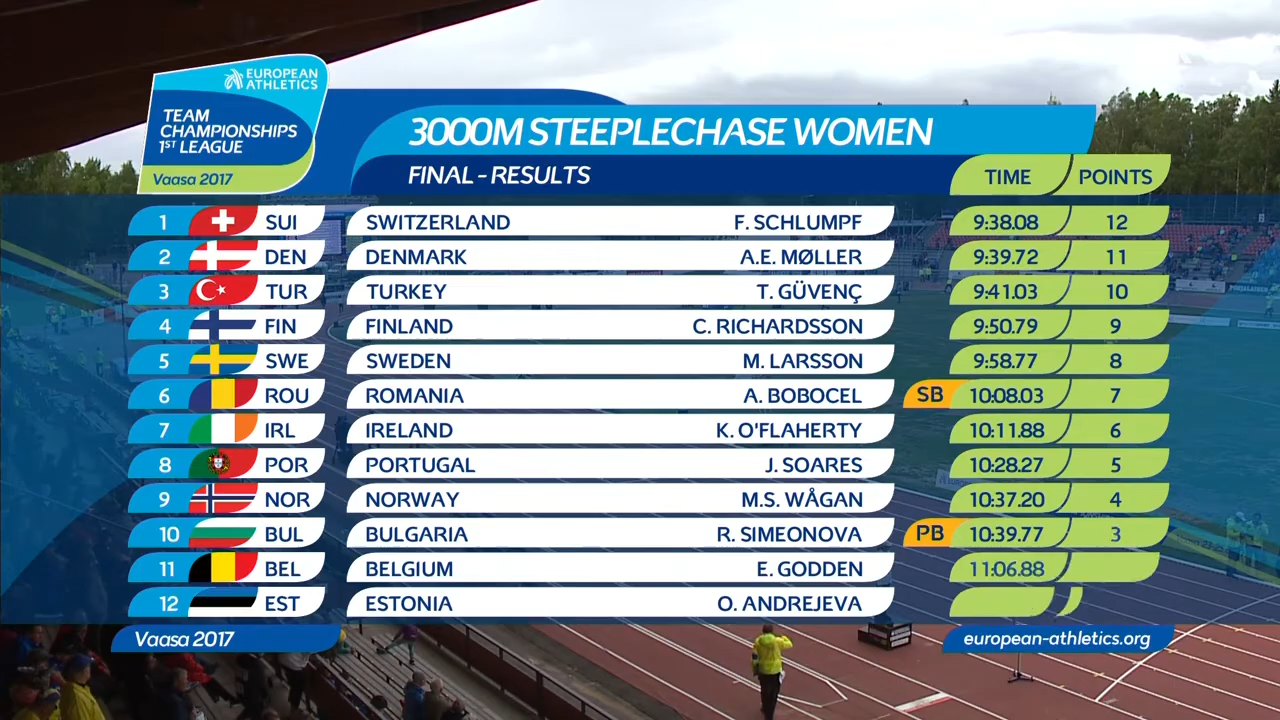 EUROPEAN
ATHLETICS
TEAM
CHAMPIONSHIPS
1ST LEAGUE
Vaasa 2017
3000M STEEPLECHASE WOMEN
FINAL - RESULTS
TIME POINTS
1 SUI SWITZERLAND F. SCHLUMPF 9:38.08 12
2 DEN DENMARK A.E. MØLLER 9:39.72 11
3 TUR TURKEY T. GÜVENÇ 9:41.03 10
4 FIN FINLAND C. RICHARDSSON 9:50.79 9
5 SWE SWEDEN M. LARSSON 9:58.77 8
6 ROU ROMANIA A. BOBOCEL SB 10:08.03 7
7 IRL IRELAND K. O'FLAHERTY 10:11.88 6
8 POR PORTUGAL J. SOARES 10:28.27 5
9 NOR NORWAY M.S. WÅGAN 10:37.20 4
10 BUL BULGARIA R. SIMEONOVA PB 10:39.77 3
11 BEL BELGIUM E. GODDEN 11:06.88
12 EST ESTONIA O. ANDREJEVA
Vaasa 2017
european-athletics.org